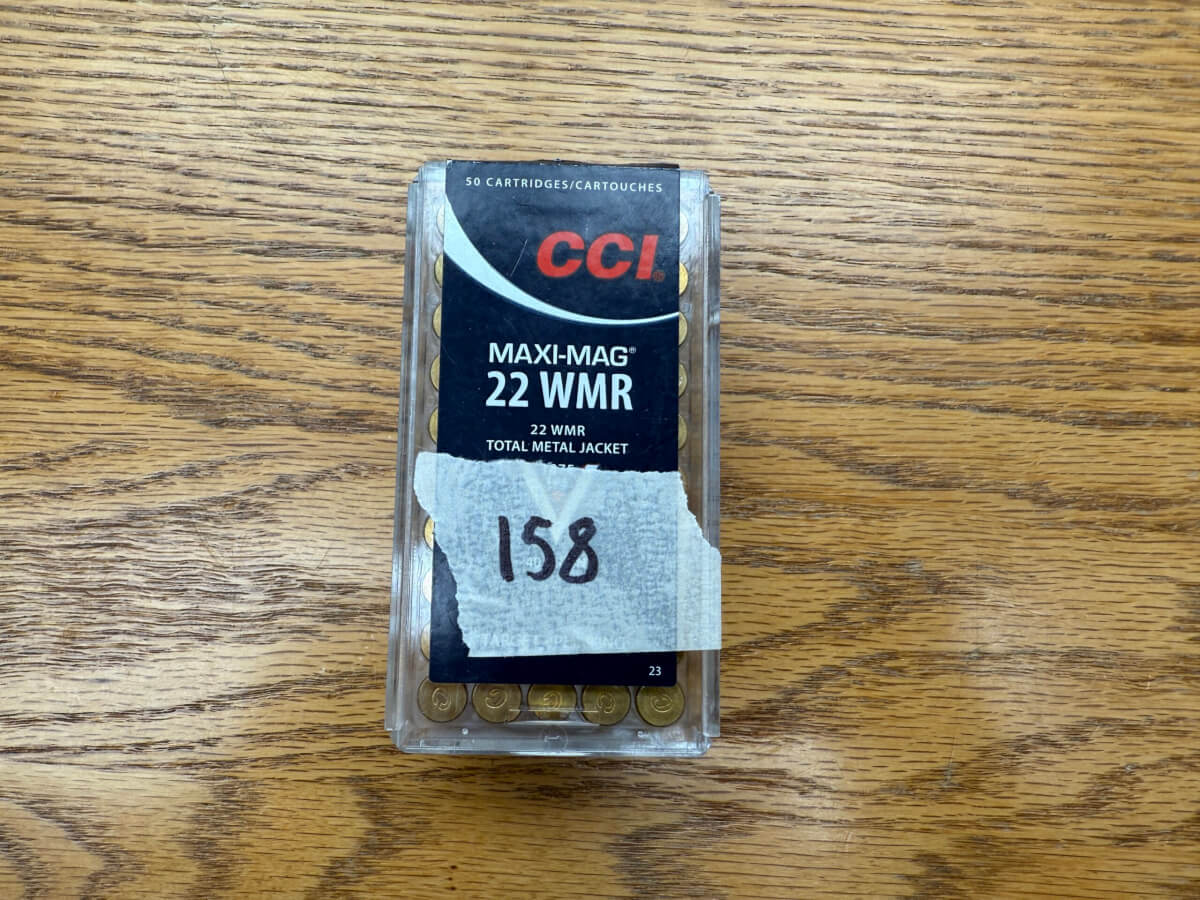 50 CARTRIDGES/CARTOUCHES
CCI®
MAXI-MAG®
22 WMR
22 WMR
TOTAL METAL JACKET
158
23